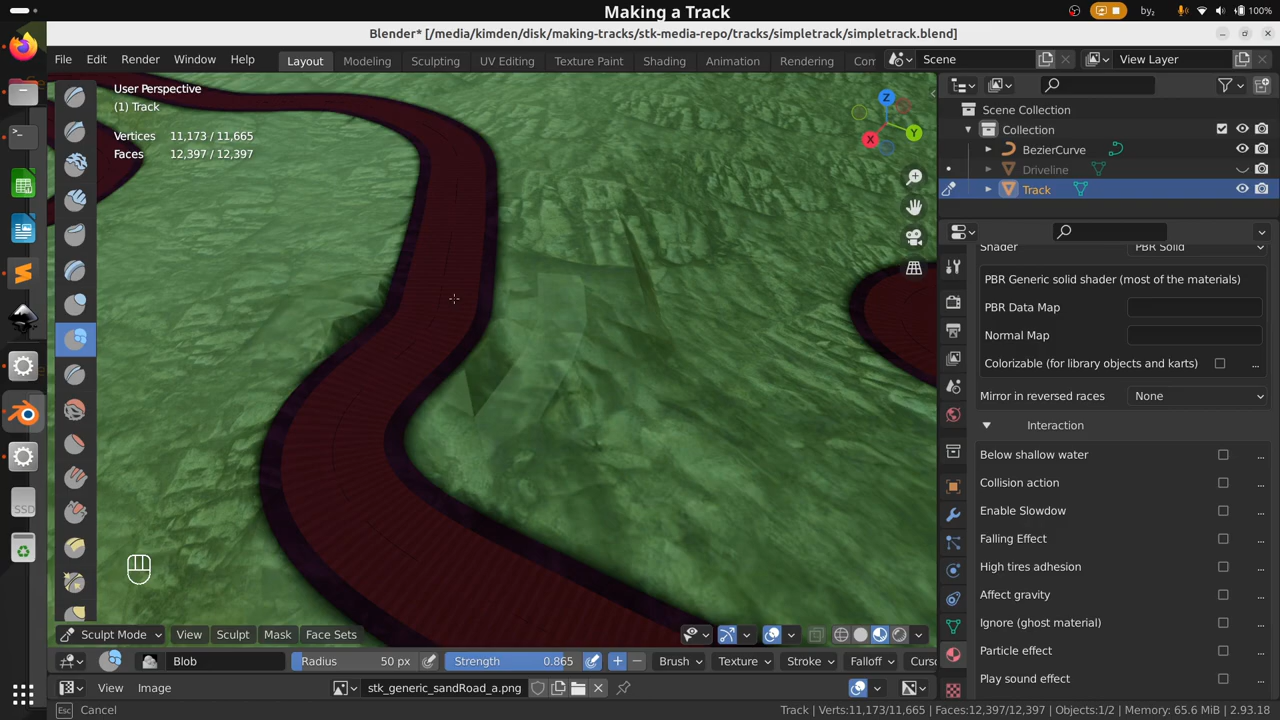 Making a Track
by₂
100%
Blender* [/media/kimden/disk/making-tracks/stk-media-repo/tracks/simpletrack/simpletrack.blend]
File Edit Render Window Help Layout Modeling Sculpting UV Editing Texture Paint Shading Animation Rendering Com Scene View Layer
User Perspective
(1) Track
Vertices 11,173 / 11,665
Faces 12,397 / 12,397
Z
Y
X
Scene Collection
Collection
BezierCurve
Driveline
Track
Shader PBR Solid
PBR Generic solid shader (most of the materials)
PBR Data Map
Normal Map
Colorizable (for library objects and karts) ...
Mirror in reversed races None
Interaction
Below shallow water ...
Collision action ...
Enable Slowdow ...
Falling Effect ...
High tires adhesion ...
Affect gravity ...
Ignore (ghost material) ...
Particle effect ...
Play sound effect ...
SSD
Sculpt Mode View Sculpt Mask Face Sets
Blob Radius 50 px Strength 0.865 Brush Texture Stroke Falloff Curso
View Image stk_generic_sandRoad_a.png
Esc Cancel Track | Verts:11,173/11,665 | Faces:12,397/12,397 | Objects:1/2 | Memory: 65.6 MiB | 2.93.18